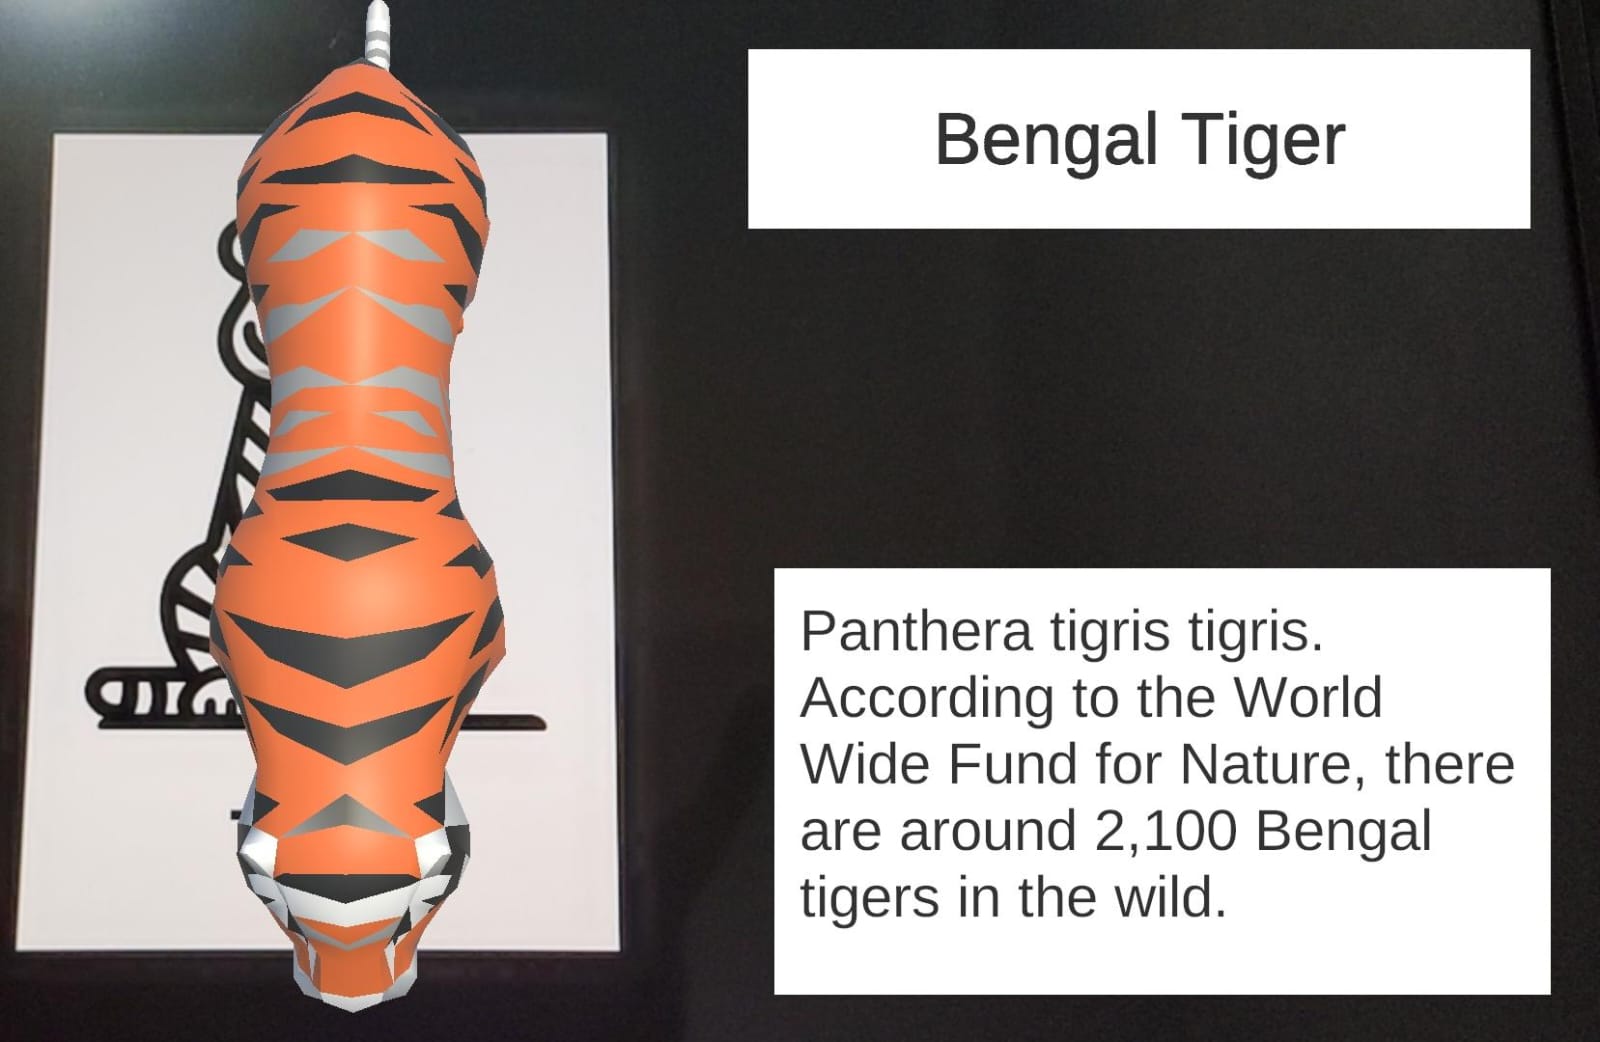 Bengal Tiger
Panthera tigris tigris.
According to the World
Wide Fund for Nature, there
are around 2,100 Bengal
tigers in the wild.